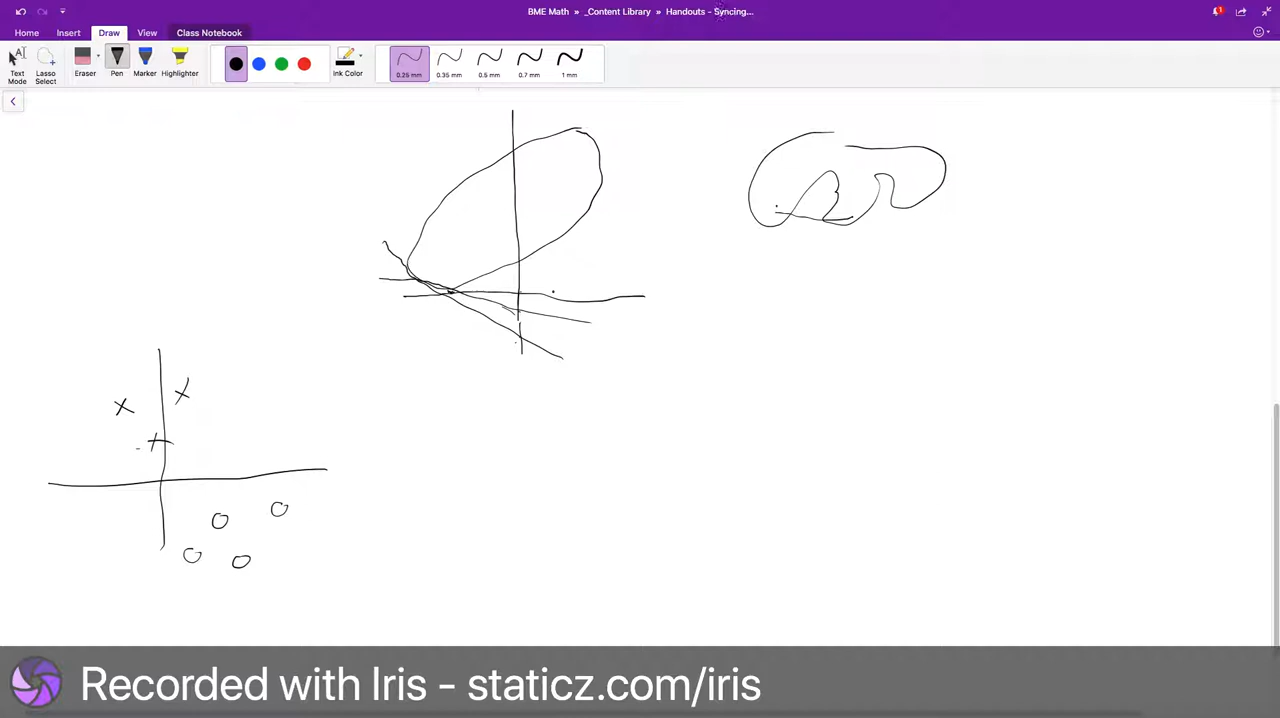 BME Math » _Content Library » Handouts - Syncing...
1
Home Insert Draw View Class Notebook
Text Mode
Lasso Select
Eraser
Pen
Marker
Highlighter
Ink Color
0.25 mm
0.35 mm
0.5 mm
0.7 mm
1 mm
x x
o o
o o
Recorded with Iris - staticz.com/iris